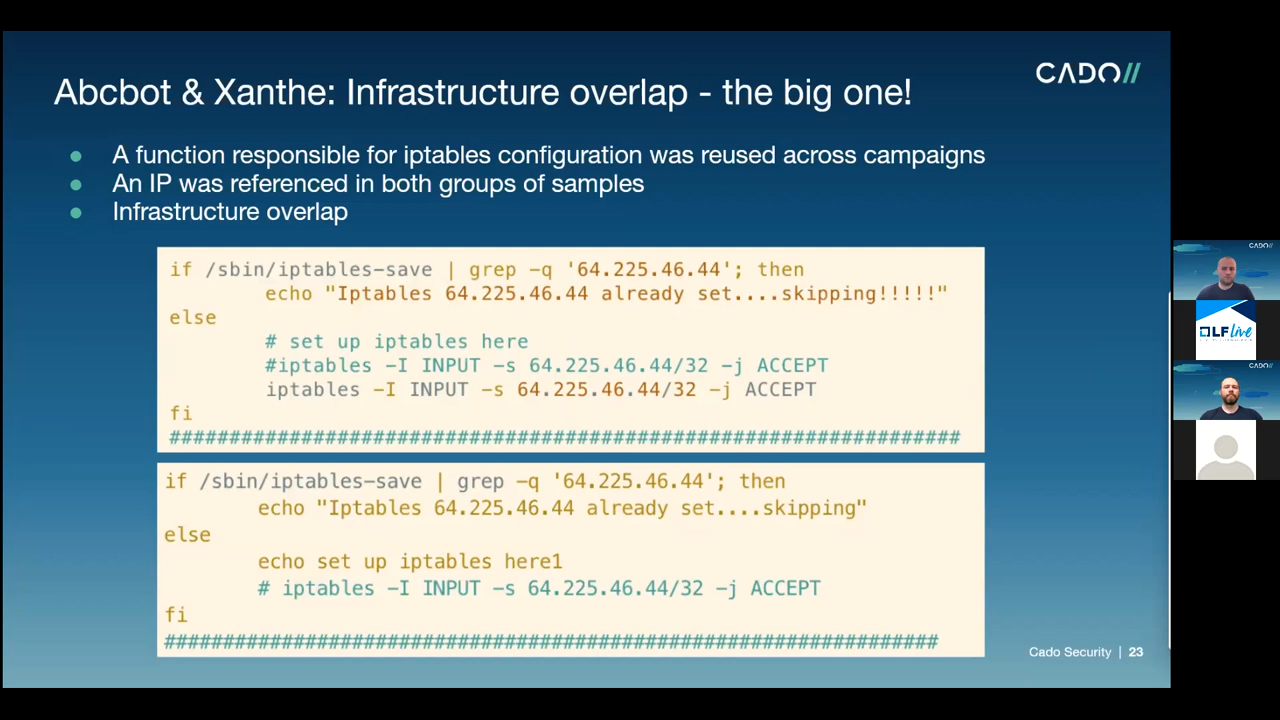 CADO//
Abcbot & Xanthe: Infrastructure overlap - the big one!
● A function responsible for iptables configuration was reused across campaigns
● An IP was referenced in both groups of samples
● Infrastructure overlap
if /sbin/iptables-save | grep -q '64.225.46.44'; then
echo "Iptables 64.225.46.44 already set....skipping!!!!!"
else
# set up iptables here
#iptables -I INPUT -s 64.225.46.44/32 -j ACCEPT
iptables -I INPUT -s 64.225.46.44/32 -j ACCEPT
fi
##################################################################
if /sbin/iptables-save | grep -q '64.225.46.44'; then
echo "Iptables 64.225.46.44 already set....skipping"
else
echo set up iptables here1
# iptables -I INPUT -s 64.225.46.44/32 -j ACCEPT
fi
##################################################################
Cado Security | 23
CADO//
LF Live
CADO//